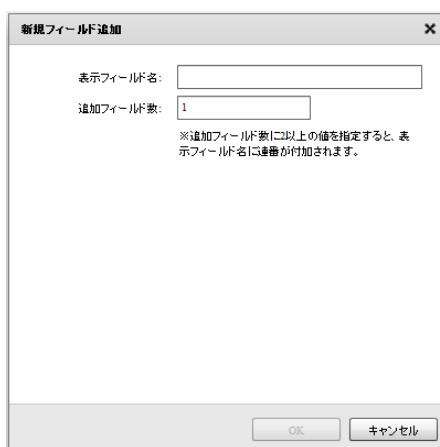 新規フィールド追加
表示フィールド名:
追加フィールド数: 1
※追加フィールド数に2以上の値を指定すると、表
示フィールド名に連番が付加されます。
OK キャンセル